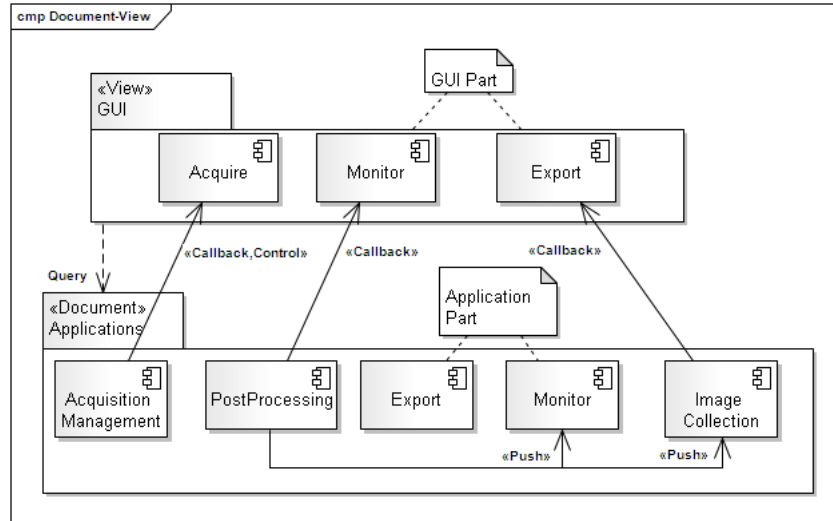 cmp Document-View
GUI Part
«View»
GUI
Acquire
Monitor
Export
«Callback,Control»
«Callback»
«Callback»
Query
«Document»
Applications
Application
Part
Acquisition
Management
PostProcessing
Export
Monitor
Image
Collection
«Push»
«Push»